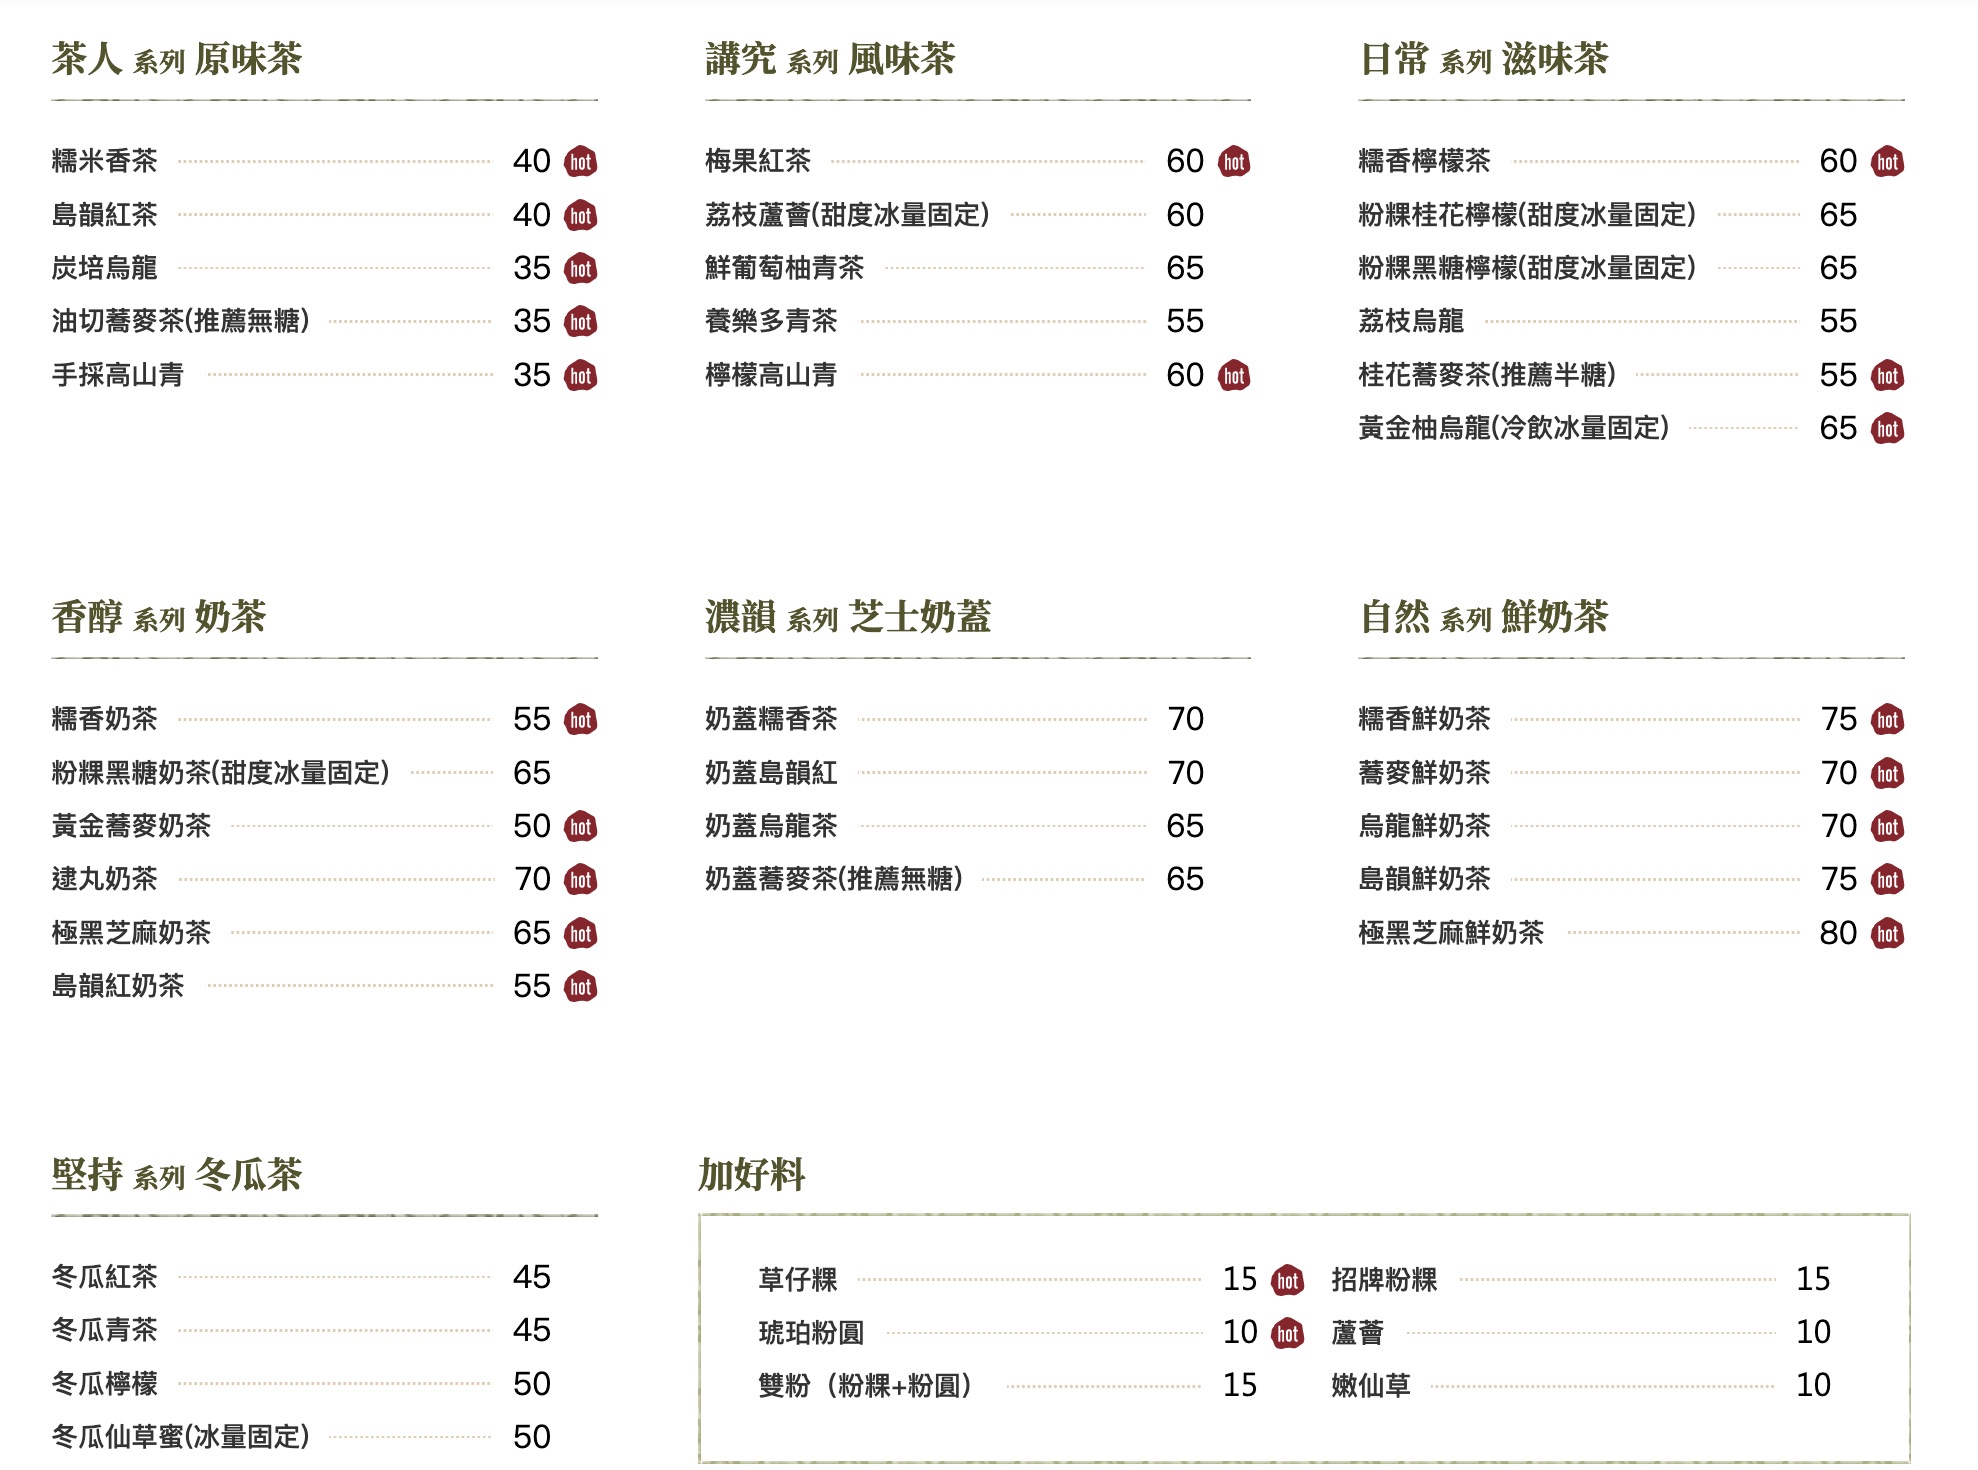 茶人 系列 原味茶
糯米香茶 40 hot
島韻紅茶 40 hot
炭培烏龍 35 hot
油切蕎麥茶(推薦無糖) 35 hot
手採高山青 35 hot
講究 系列 風味茶
梅果紅茶 60 hot
荔枝蘆薈(甜度冰量固定) 60
鮮葡萄柚青茶 65
養樂多青茶 55
檸檬高山青 60 hot
日常 系列 滋味茶
糯香檸檬茶 60 hot
粉粿桂花檸檬(甜度冰量固定) 65
粉粿黑糖檸檬(甜度冰量固定) 65
荔枝烏龍 55
桂花蕎麥茶(推薦半糖) 55 hot
黃金柚烏龍(冷飲冰量固定) 65 hot
香醇 系列 奶茶
糯香奶茶 55 hot
粉粿黑糖奶茶(甜度冰量固定) 65
黃金蕎麥奶茶 50 hot
逮丸奶茶 70 hot
極黑芝麻奶茶 65 hot
島韻紅奶茶 55 hot
濃韻 系列 芝士奶蓋
奶蓋糯香茶 70
奶蓋島韻紅 70
奶蓋烏龍茶 65
奶蓋蕎麥茶(推薦無糖) 65
自然 系列 鮮奶茶
糯香鮮奶茶 75 hot
蕎麥鮮奶茶 70 hot
烏龍鮮奶茶 70 hot
島韻鮮奶茶 75 hot
極黑芝麻鮮奶茶 80 hot
堅持 系列 冬瓜茶
冬瓜紅茶 45
冬瓜青茶 45
冬瓜檸檬 50
冬瓜仙草蜜(冰量固定) 50
加好料
草仔粿 15 hot
琥珀粉圓 10 hot
雙粉（粉粿+粉圓） 15
招牌粉粿 15
蘆薈 10
嫩仙草 10